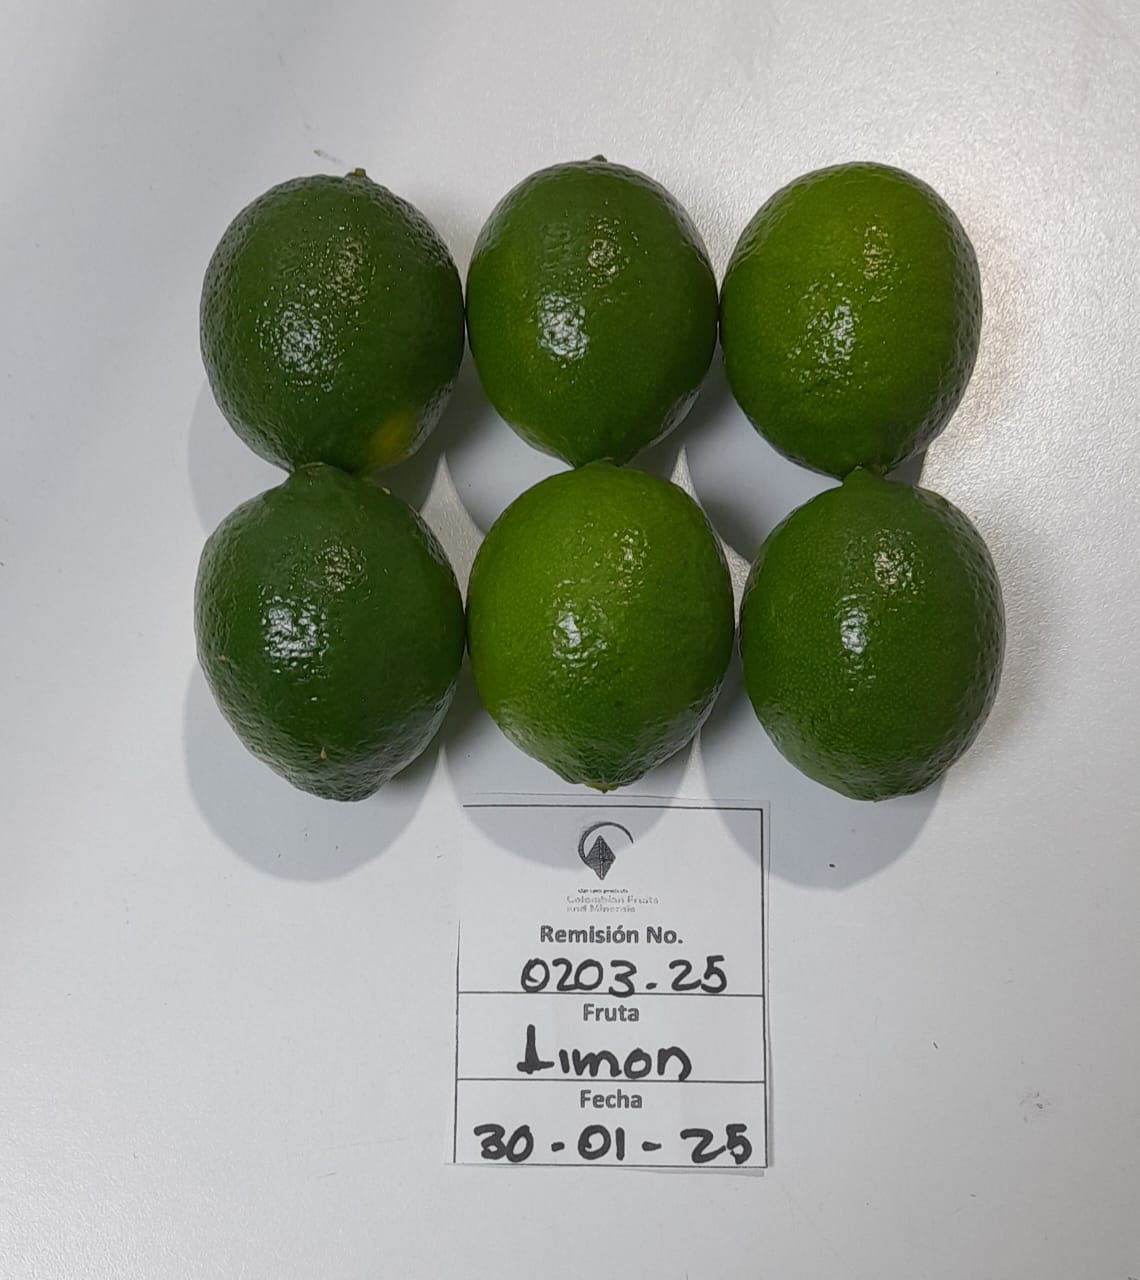 Colombian Fruits
and Minerals
Remisión No.
0203.25
Fruta
Limon
Fecha
30-01-25